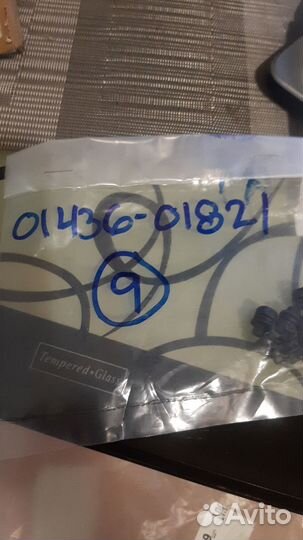 01436-01821
9
Tempered Glass
Avito